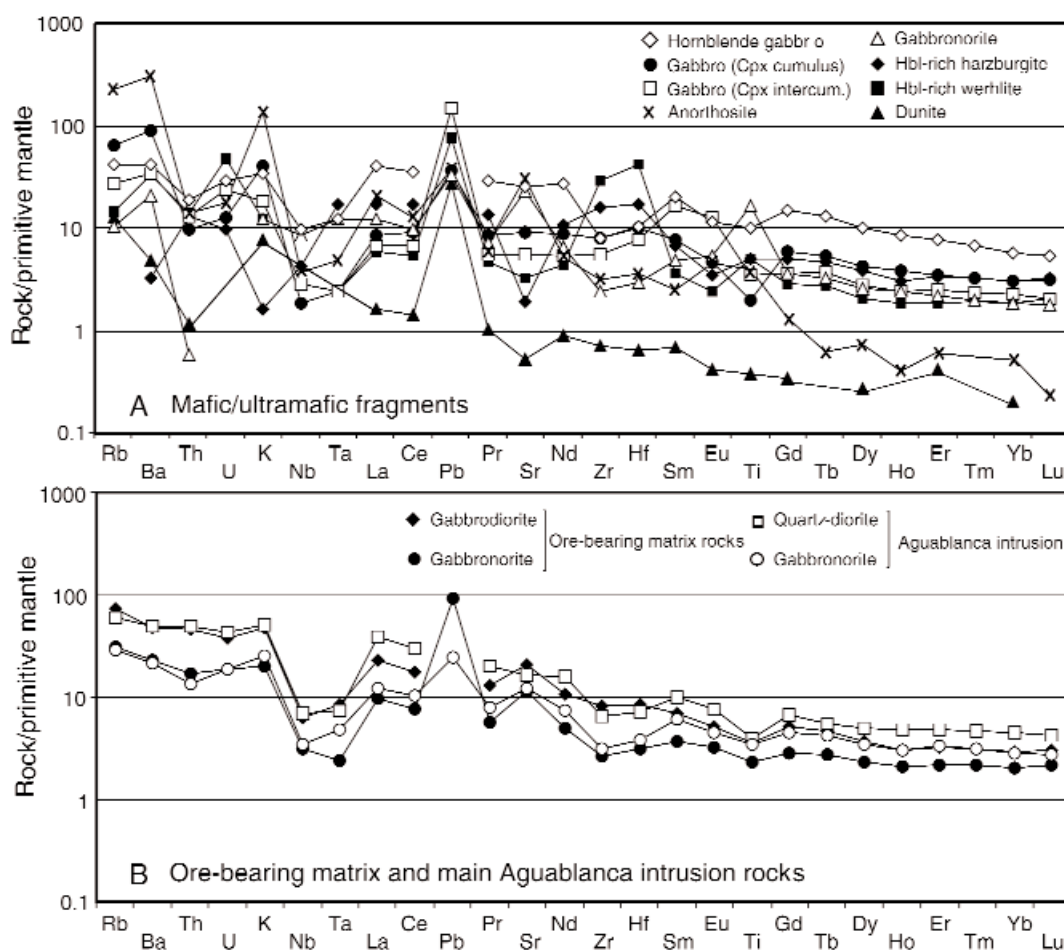 1000
100
10
1
0.1
Rock/primitive mantle
Hornblende gabbro
Gabbro (Cpx cumulus)
Gabbro (Cpx intercum.)
Anorthosite
Gabbronorite
Hbl-rich harzburgite
Hbl-rich werhlite
Dunite
A Mafic/ultramafic fragments
Rb Ba Th U K Nb Ta La Ce Pb Pr Sr Nd Zr Hf Sm Eu Ti Gd Tb Dy Ho Er Tm Yb Lu
1000
100
10
1
0.1
Rock/primitive mantle
Gabbrodiorite
Gabbronorite
Ore-bearing matrix rocks
Quartz-diorite
Gabbronorite
Aguablanca intrusion
B Ore-bearing matrix and main Aguablanca intrusion rocks
Rb Ba Th U K Nb Ta La Ce Pb Pr Sr Nd Zr Hf Sm Eu Ti Gd Tb Dy Ho Er Tm Yb Lu